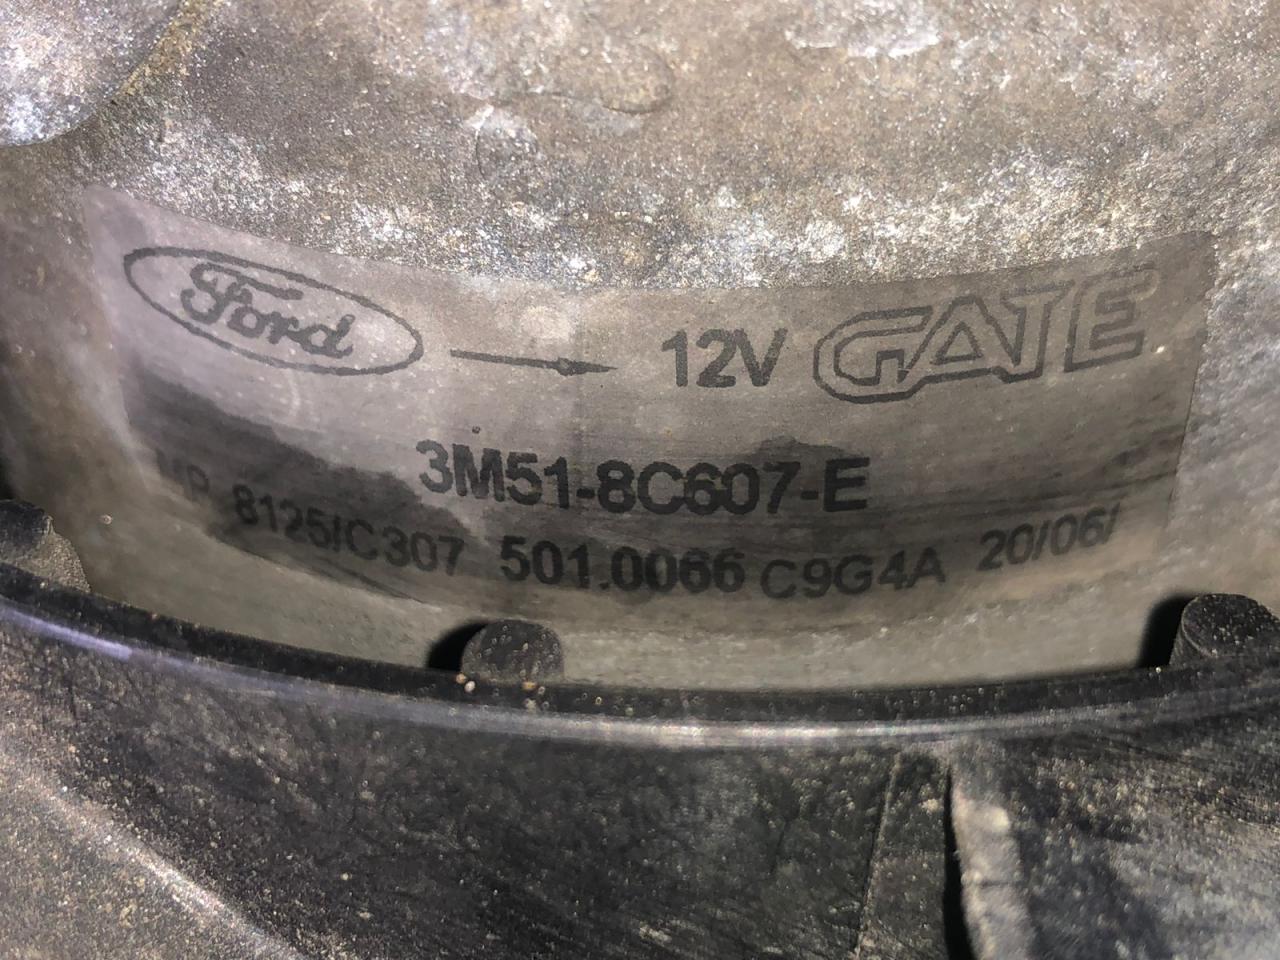 Ford → 12V GATE
3M51-8C607-E
8125/C307 501.0066 C9G4A 20/06/